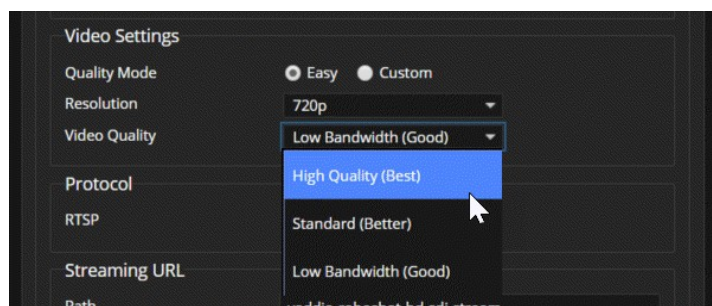 Video Settings
Quality Mode Easy Custom
Resolution 720p
Video Quality Low Bandwidth (Good)
High Quality (Best)
Protocol
RTSP Standard (Better)
Streaming URL Low Bandwidth (Good)